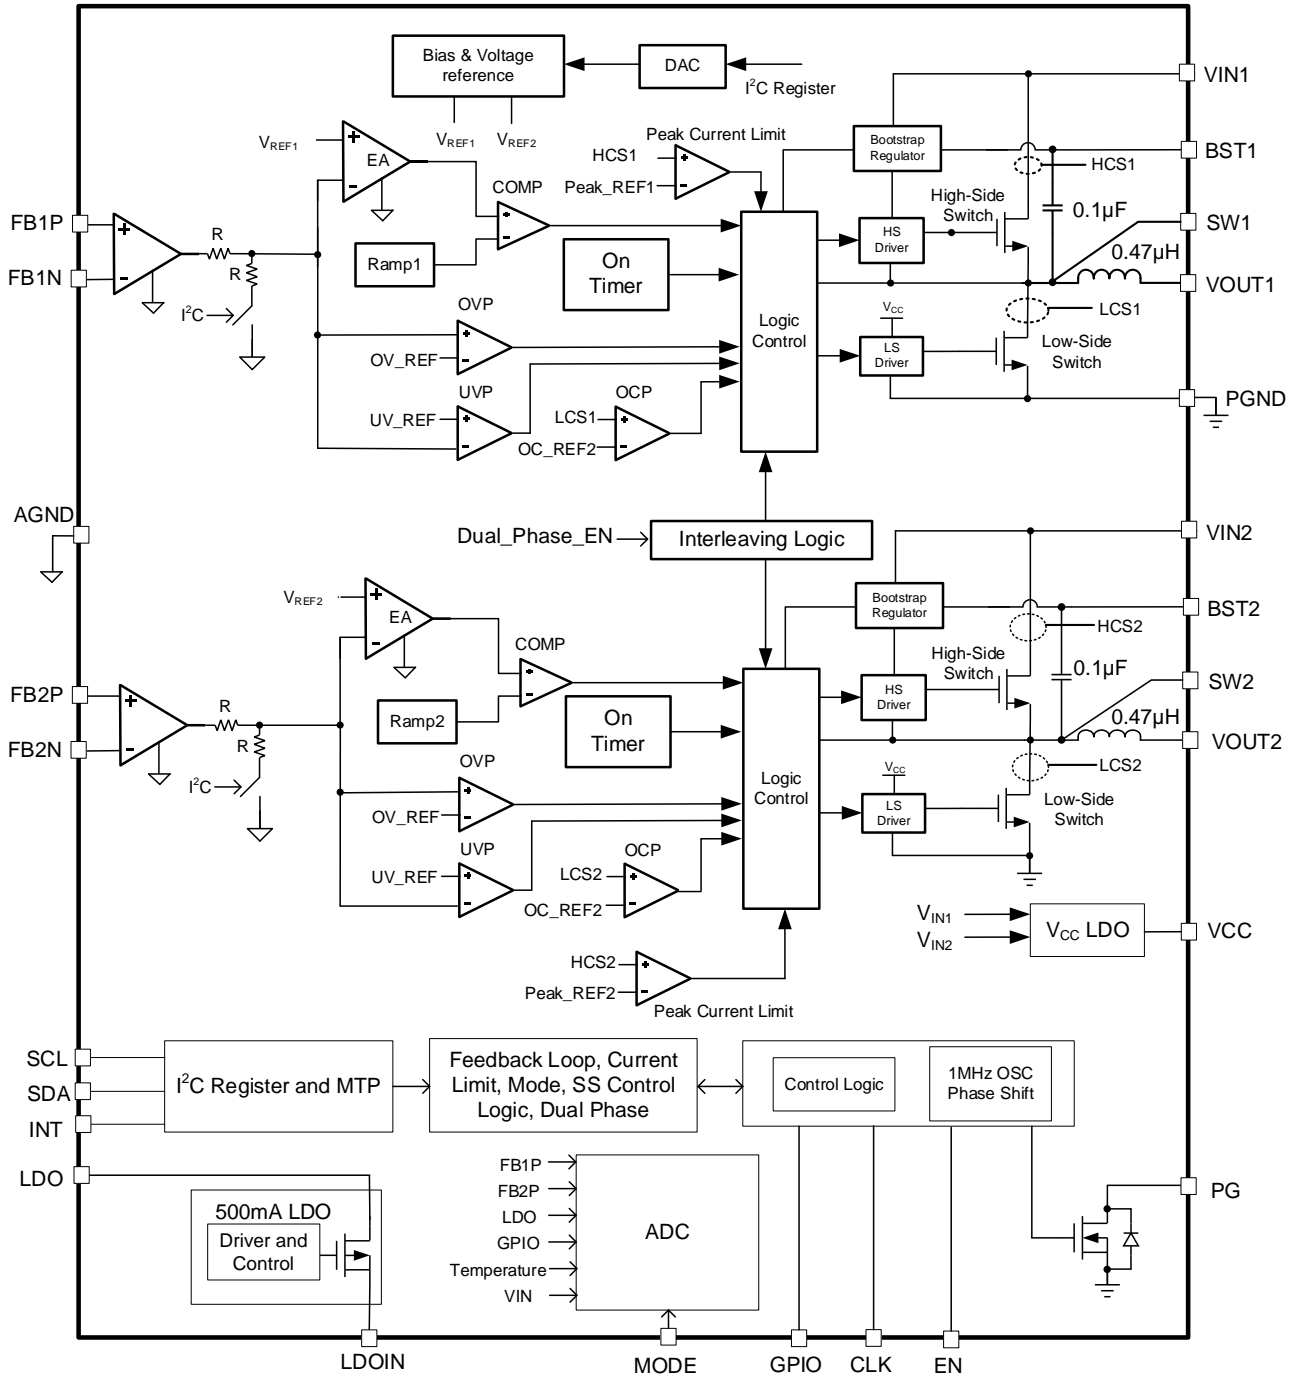 Bias & Voltage
reference
DAC
I²C Register
VREF1
VREF2
VIN1
Peak Current Limit
HCS1
Peak_REF1
Bootstrap
Regulator
BST1
HCS1
VREF1
EA
COMP
High-Side
Switch
0.1µF
SW1
FB1P
FB1N
R
R
I²C
Ramp1
On
Timer
HS
Driver
0.47µH
VOUT1
OVP
OV_REF
Logic
Control
VCC
LS
Driver
LCS1
Low-Side
Switch
UVP
UV_REF
OCP
LCS1
OC_REF2
PGND
AGND
Dual_Phase_EN
Interleaving Logic
VIN2
VREF2
EA
COMP
Bootstrap
Regulator
BST2
HCS2
High-Side
Switch
0.1µF
SW2
FB2P
FB2N
R
R
I²C
Ramp2
On
Timer
HS
Driver
0.47µH
VOUT2
OVP
OV_REF
Logic
Control
VCC
LS
Driver
LCS2
Low-Side
Switch
UVP
UV_REF
OCP
LCS2
OC_REF2
VIN1
VIN2
VCC LDO
VCC
HCS2
Peak_REF2
Peak Current Limit
SCL
SDA
INT
I²C Register and MTP
Feedback Loop, Current
Limit, Mode, SS Control
Logic, Dual Phase
Control Logic
1MHz OSC
Phase Shift
LDO
500mA LDO
Driver and
Control
FB1P
FB2P
LDO
GPIO
Temperature
VIN
ADC
PG
LDOIN
MODE
GPIO
CLK
EN